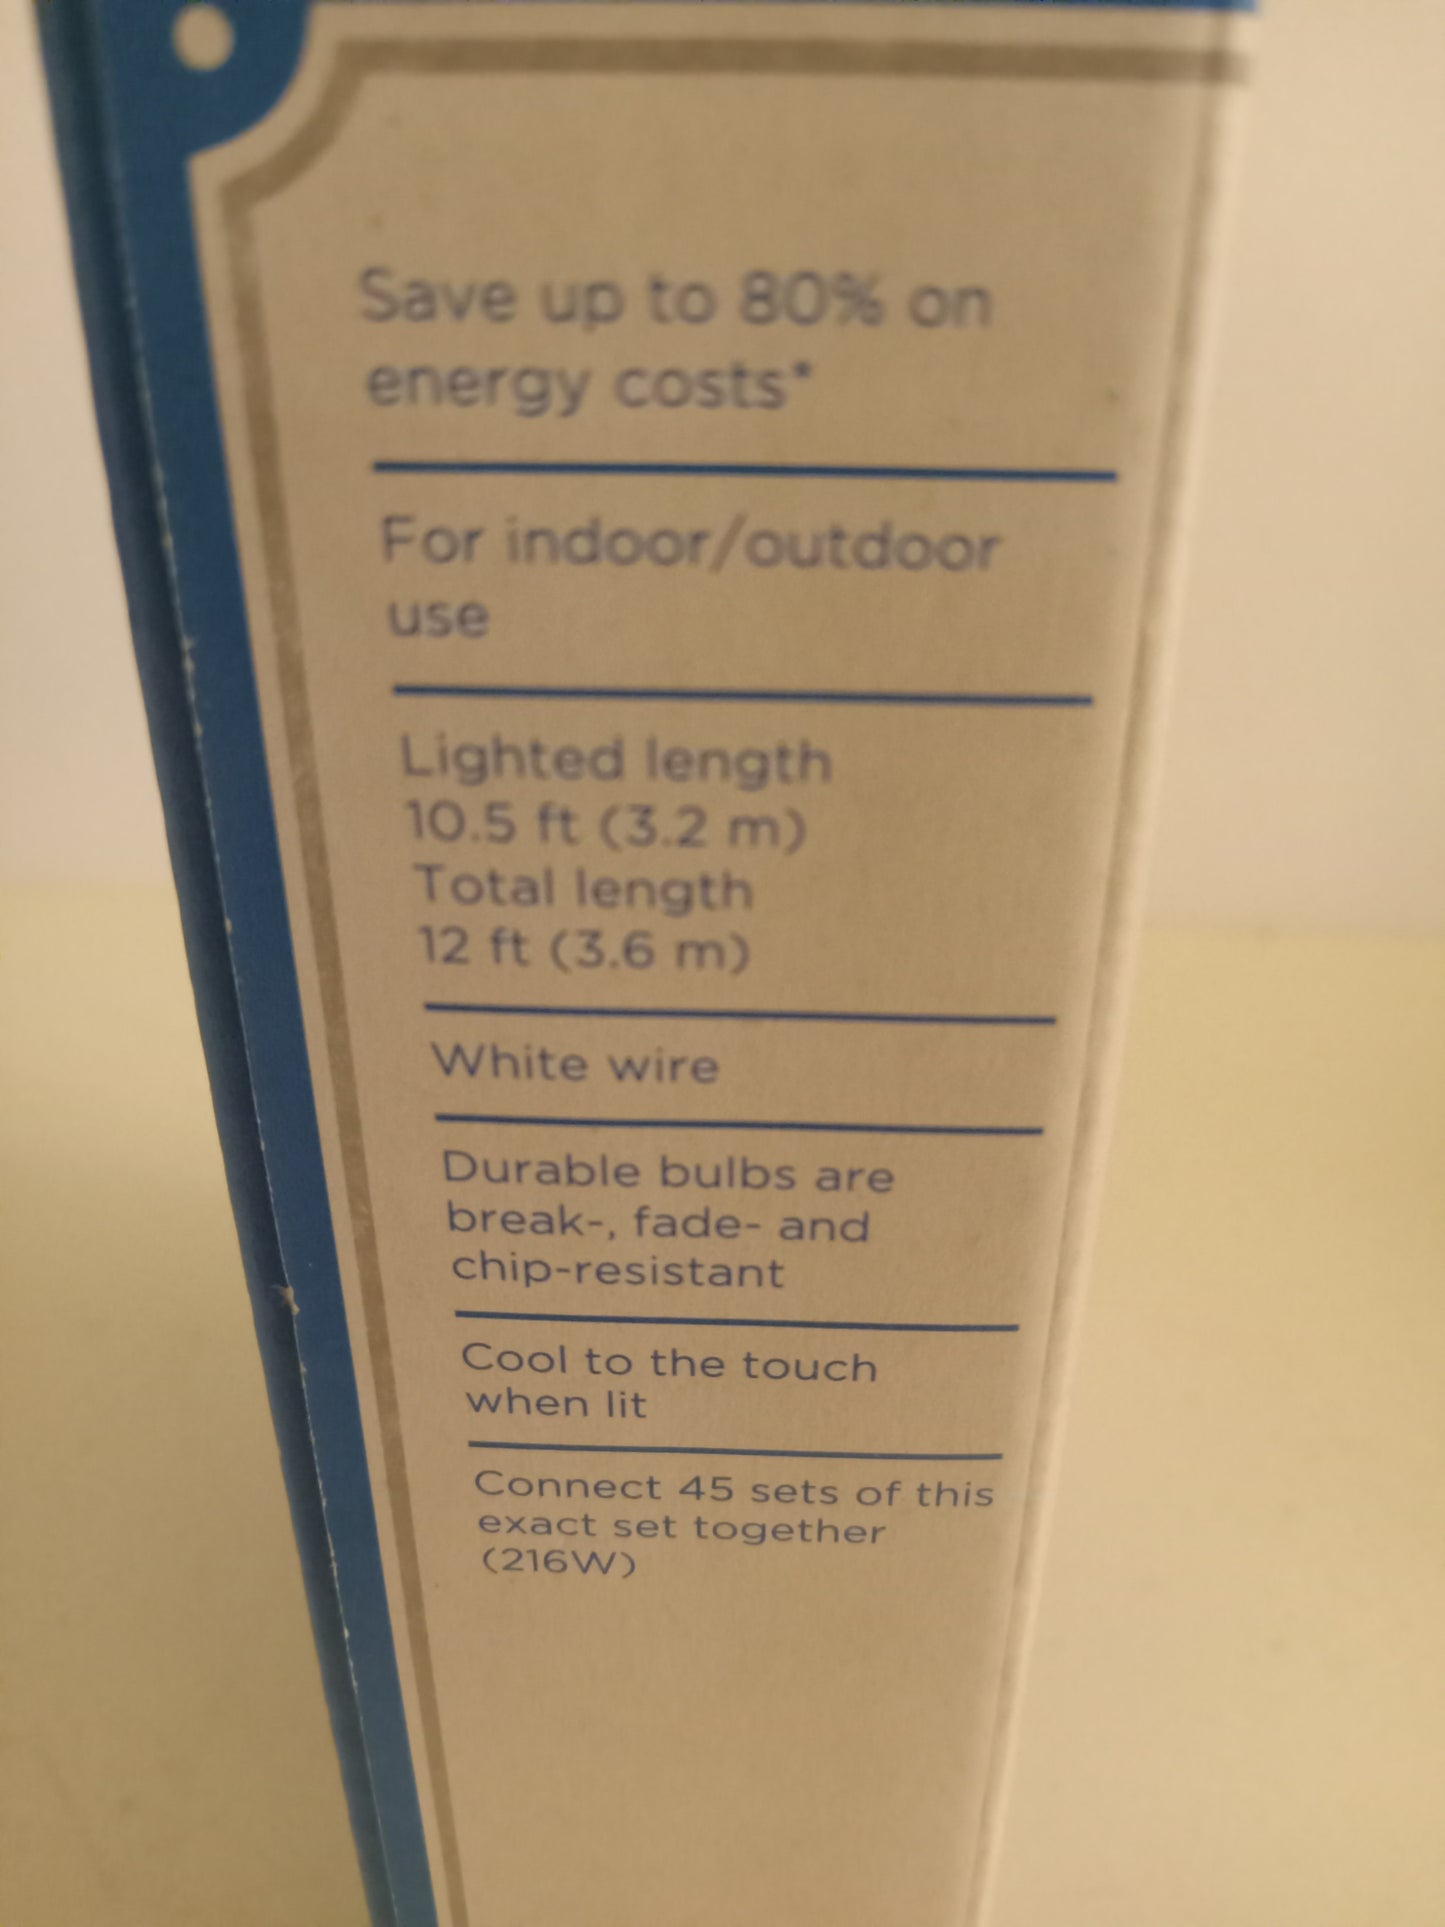 Save up to 80% on
energy costs*
For indoor/outdoor
use
Lighted length
10.5 ft (3.2 m)
Total length
12 ft (3.6 m)
White wire
Durable bulbs are
break-, fade- and
chip-resistant
Cool to the touch
when lit
Connect 45 sets of this
exact set together
(216W)